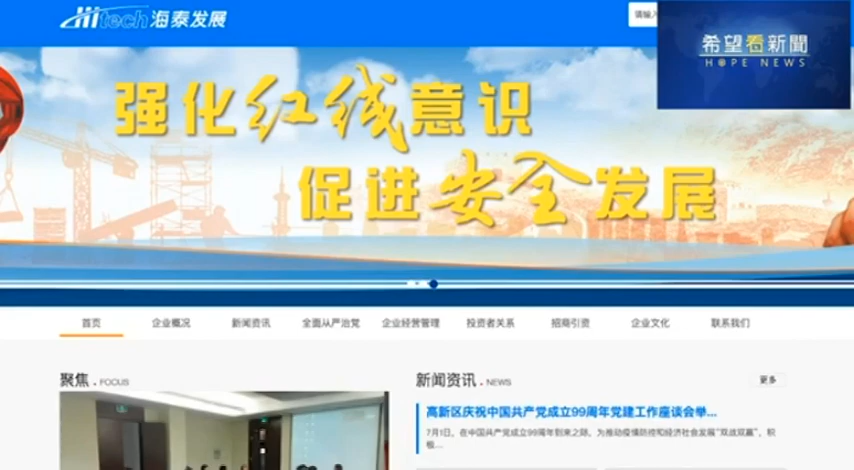 Hitech 海泰发展
请输入
希望看新聞
HOPE NEWS
强化红线意识
促进安全发展
首页 企业概况 新闻资讯 全面从严治党 企业经营管理 投资者关系 招商引资 企业文化 联系我们
聚焦 . FOCUS
新闻资讯 . NEWS 更多
高新区庆祝中国共产党成立99周年党建工作座谈会举...
7月1日，在中国共产党成立99周年到来之际，为推动疫情防控和经济社会发展“双战双赢”、积
极...